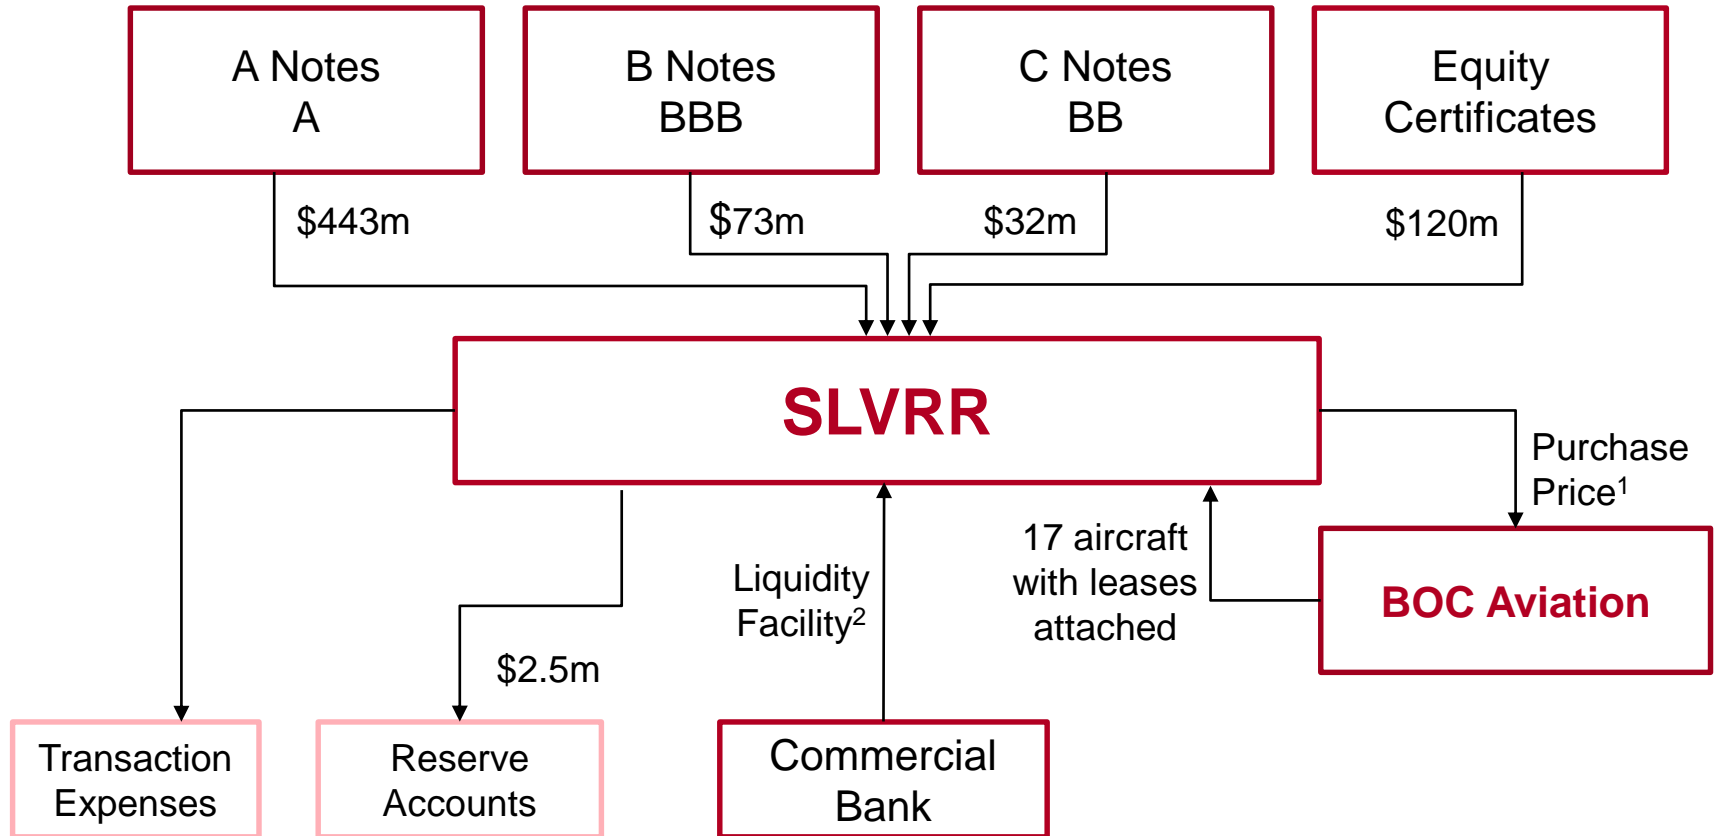 A Notes
A
B Notes
BBB
C Notes
BB
Equity
Certificates
$443m
$73m
$32m
$120m
SLVRR
Purchase
Price¹
17 aircraft
with leases
attached
Liquidity
Facility²
BOC Aviation
$2.5m
Transaction
Expenses
Reserve
Accounts
Commercial
Bank